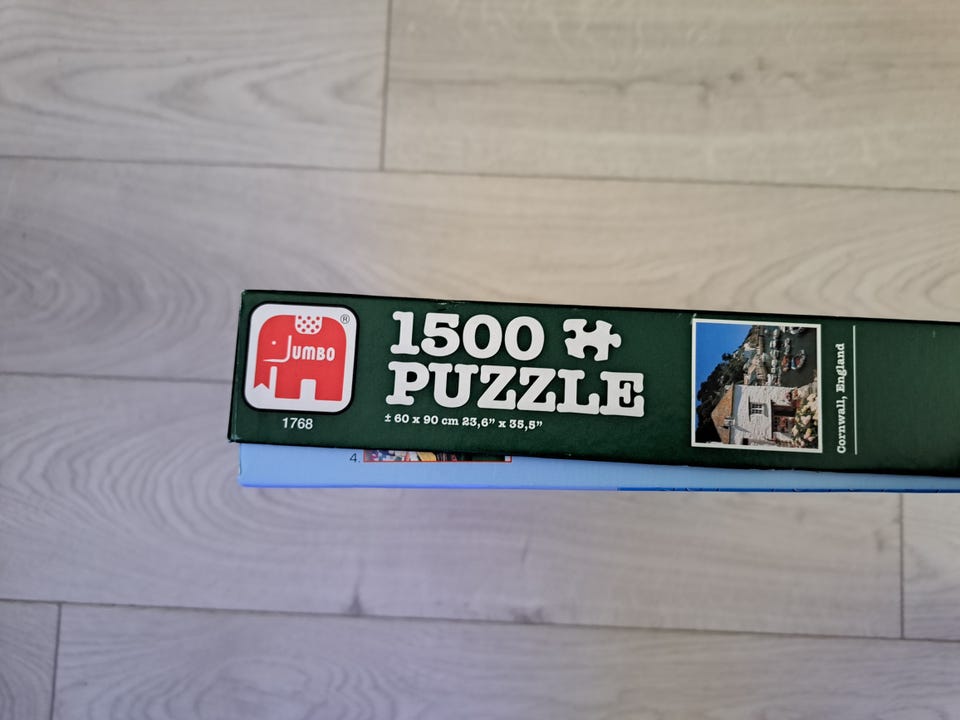 JUMBO
®
1768
1500
PUZZLE
± 60 x 90 cm 23,6" x 35,5"
Cornwall, England
4.